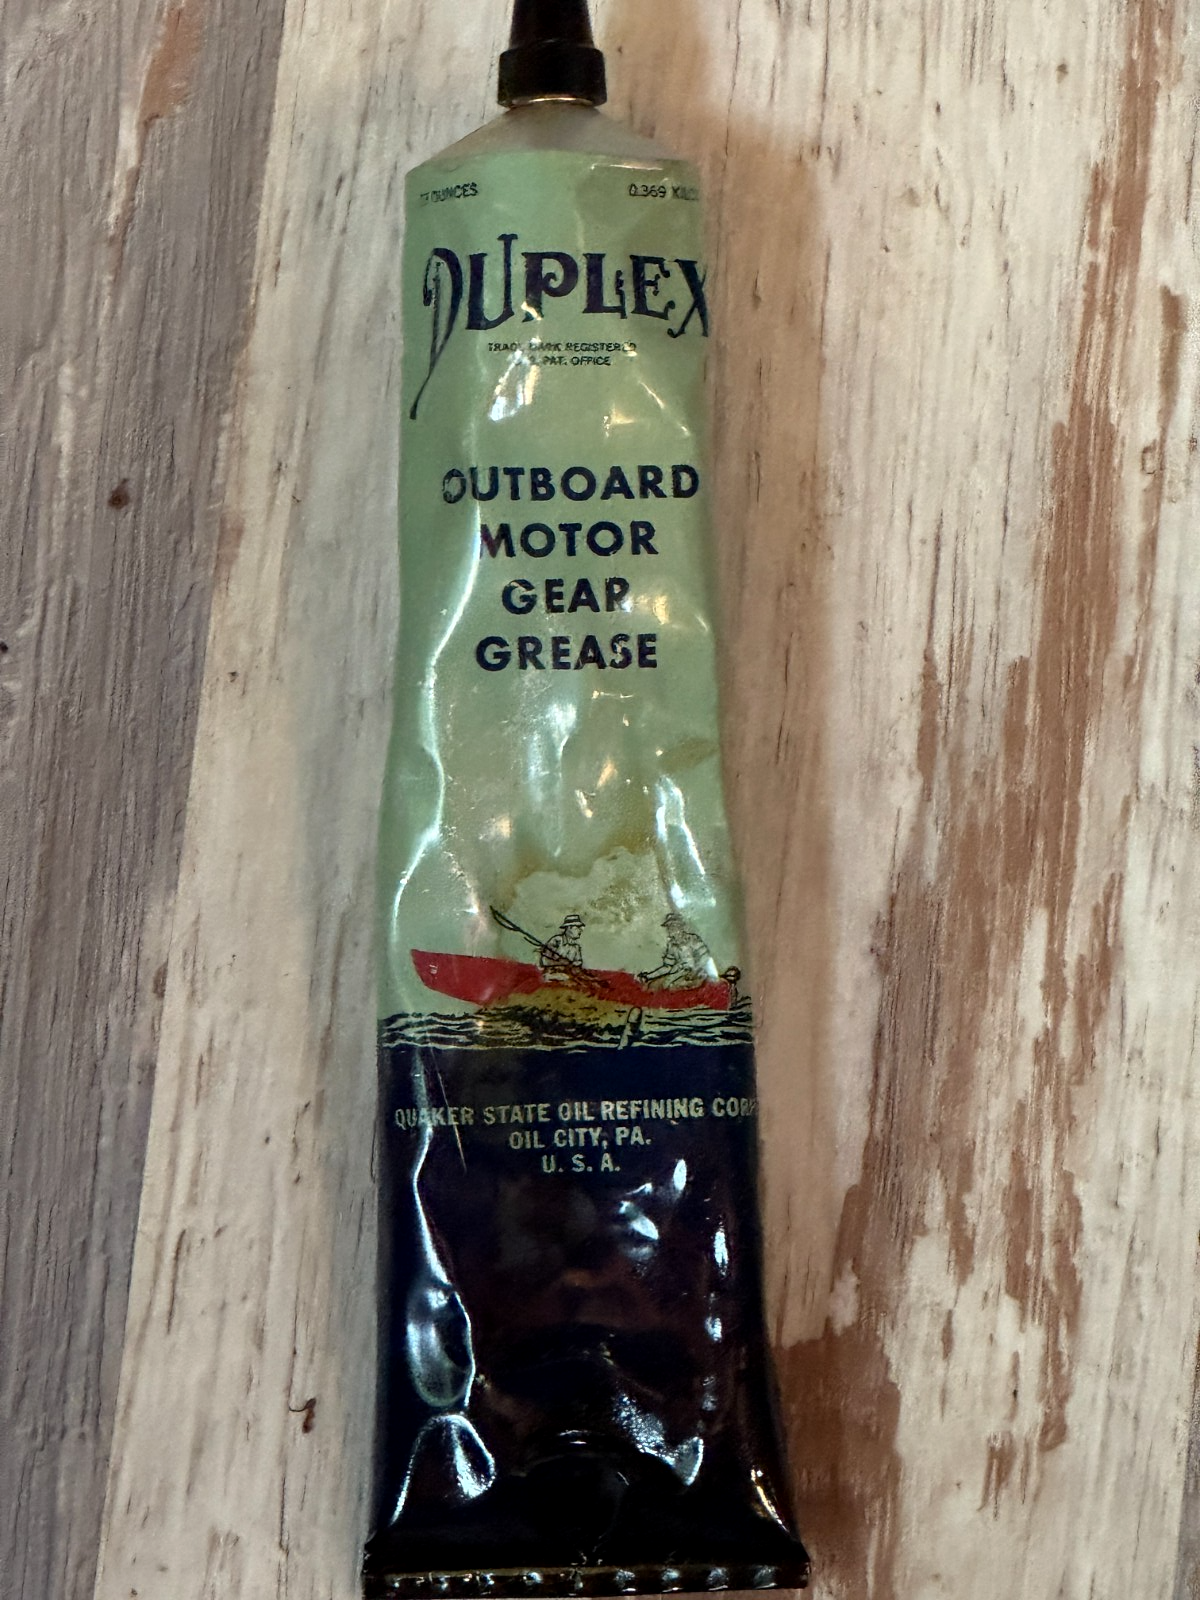 OUNCES 0.369
DUPLEX
TRADE MARK REGISTERED
PAT. OFFICE
OUTBOARD
MOTOR
GEAR
GREASE
QUAKER STATE OIL REFINING CORP
OIL CITY, PA.
U. S. A.